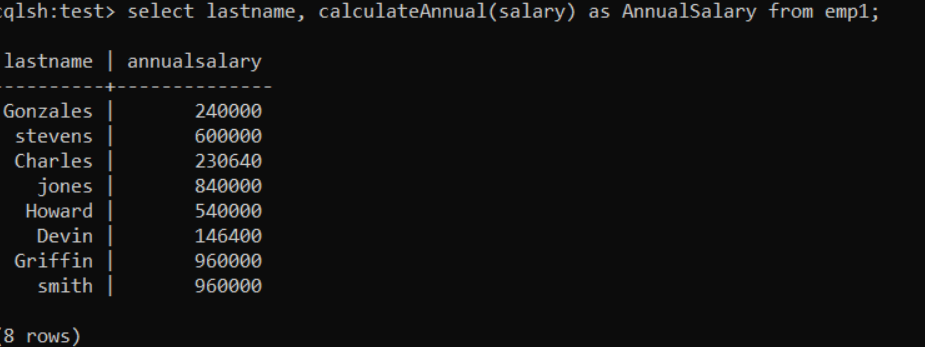 cqlsh:test> select lastname, calculateAnnual(salary) as AnnualSalary from emp1;
lastname | annualsalary
----------+--------------
Gonzales | 240000
stevens | 600000
Charles | 230640
jones | 840000
Howard | 540000
Devin | 146400
Griffin | 960000
smith | 960000
(8 rows)